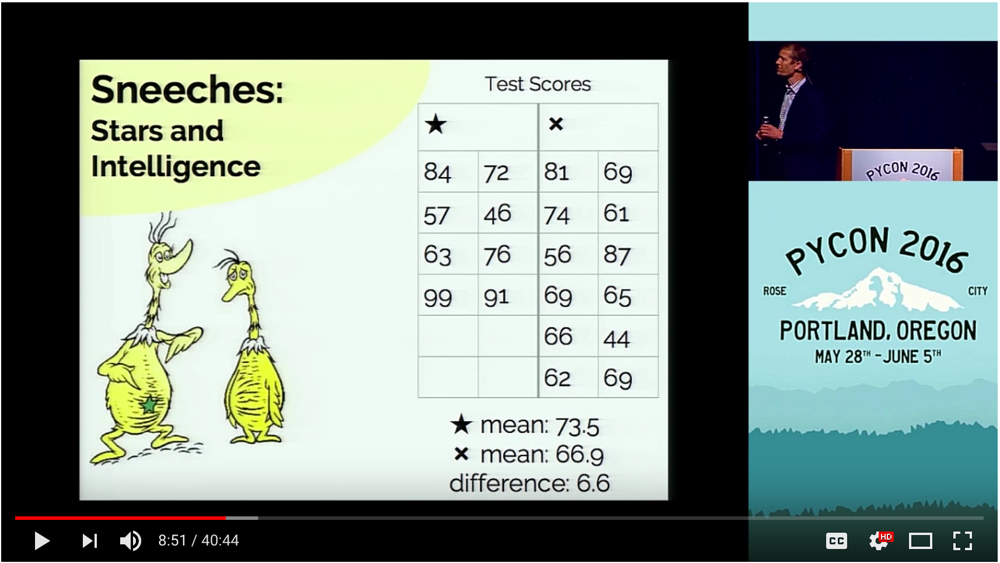 Sneeches:
Stars and
Intelligence
Test Scores
★ ×
84 72 81 69
57 46 74 61
63 76 56 87
99 91 69 65
66 44
62 69
★ mean: 73.5
× mean: 66.9
difference: 6.6
PYCON 2016
PYCON 2016
ROSE CITY
PORTLAND, OREGON
MAY 28TH - JUNE 5TH
8:51 / 40:44
CC
HD